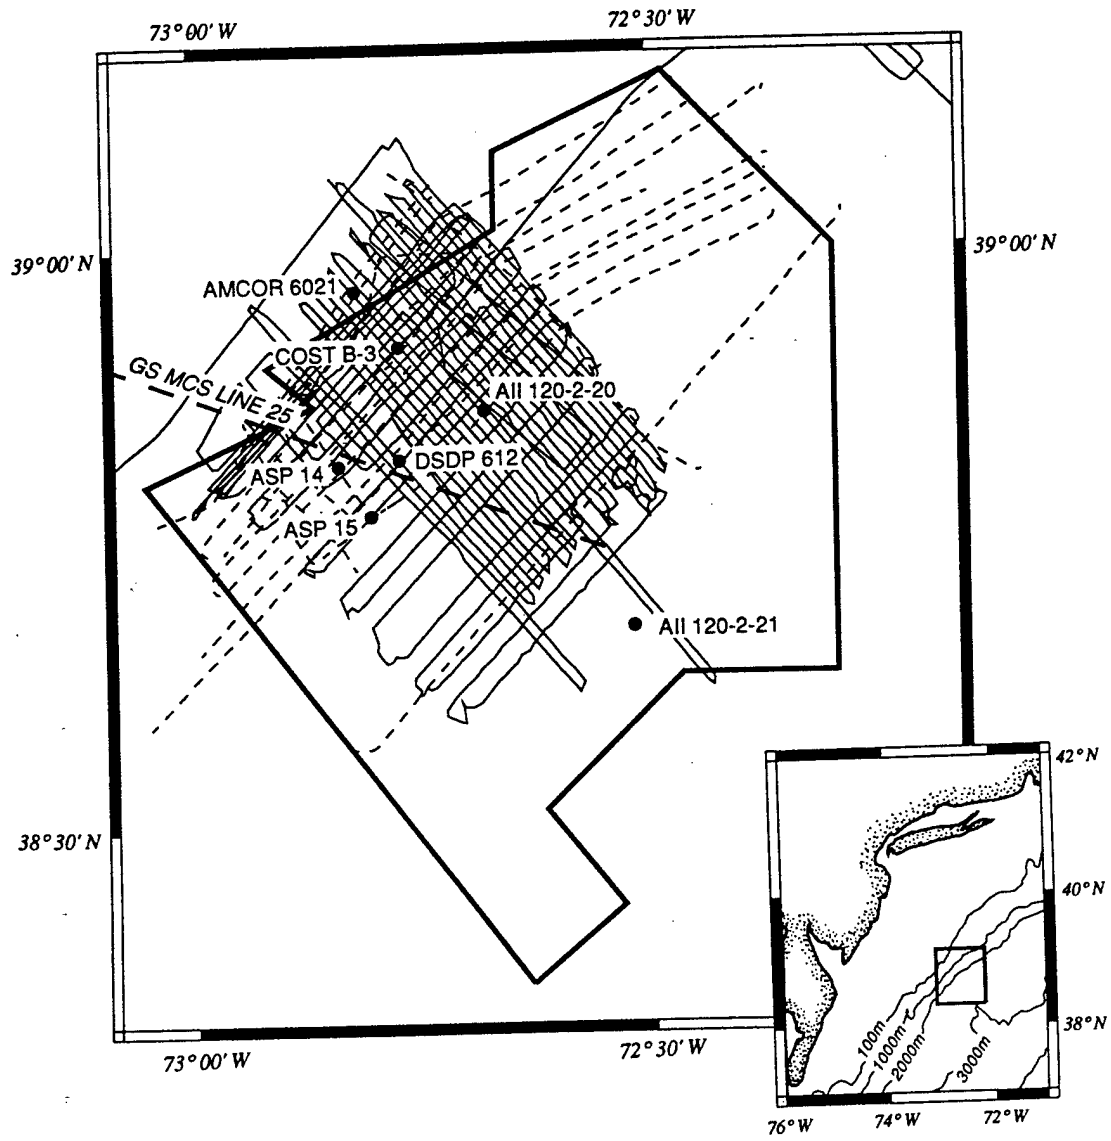 73°00' W
72°30' W
39°00' N
39°00' N
AMCOR 6021
COST B-3
GS MCS LINE 25
AII 120-2-20
ASP 14
DSDP 612
ASP 15
AII 120-2-21
38°30' N
42°N
40°N
38°N
100m
1000m
2000m
3000m
73°00' W
72°30' W
76°W
74°W
72°W